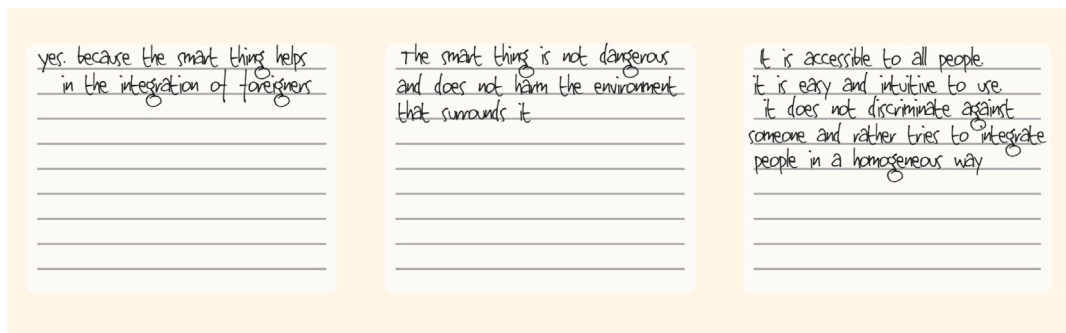 yes. because the smart thing helps
in the integration of foreigners
The smart thing is not dangerous
and does not harm the environment
that surrounds it
It is accessible to all people.
it is easy and intuitive to use.
it does not discriminate against
someone and rather tries to integrate
people in a homogeneous way